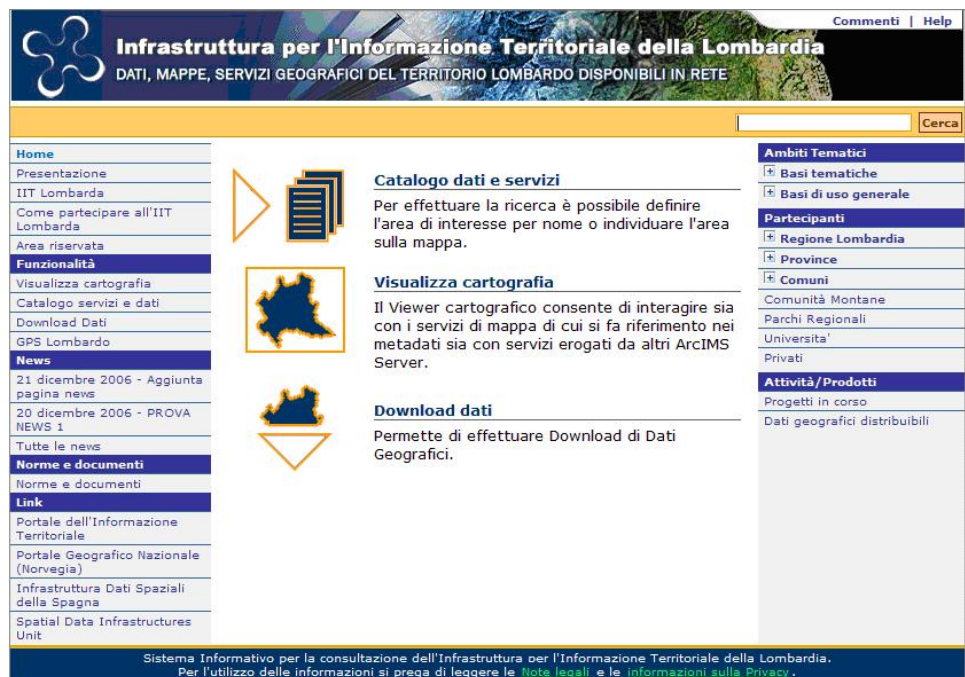 Commenti | Help
Infrastruttura per l'Informazione Territoriale della Lombardia
DATI, MAPPE, SERVIZI GEOGRAFICI DEL TERRITORIO LOMBARDO DISPONIBILI IN RETE
Cerca
Home
Presentazione
IIT Lombarda
Come partecipare all'IIT
Lombarda
Area riservata
Funzionalità
Visualizza cartografia
Catalogo servizi e dati
Download Dati
GPS Lombardo
News
21 dicembre 2006 - Aggiunta
pagina news
20 dicembre 2006 - PROVA
NEWS 1
Tutte le news
Norme e documenti
Norme e documenti
Link
Portale dell'Informazione
Territoriale
Portale Geografico Nazionale
(Norvegia)
Infrastruttura Dati Spaziali
della Spagna
Spatial Data Infrastructures
Unit
Catalogo dati e servizi
Per effettuare la ricerca è possibile definire
l'area di interesse per nome o individuare l'area
sulla mappa.
Visualizza cartografia
Il Viewer cartografico consente di interagire sia
con i servizi di mappa di cui si fa riferimento nei
metadati sia con servizi erogati da altri ArcIMS
Server.
Download dati
Permette di effettuare Download di Dati
Geografici.
Ambiti Tematici
Basi tematiche
Basi di uso generale
Partecipanti
Regione Lombardia
Province
Comuni
Comunità Montane
Parchi Regionali
Universita'
Privati
Attività/Prodotti
Progetti in corso
Dati geografici distribuibili
Sistema Informativo per la consultazione dell'Infrastruttura per l'Informazione Territoriale della Lombardia.
Per l'utilizzo delle informazioni si prega di leggere le Note legali e le informazioni sulla Privacy.